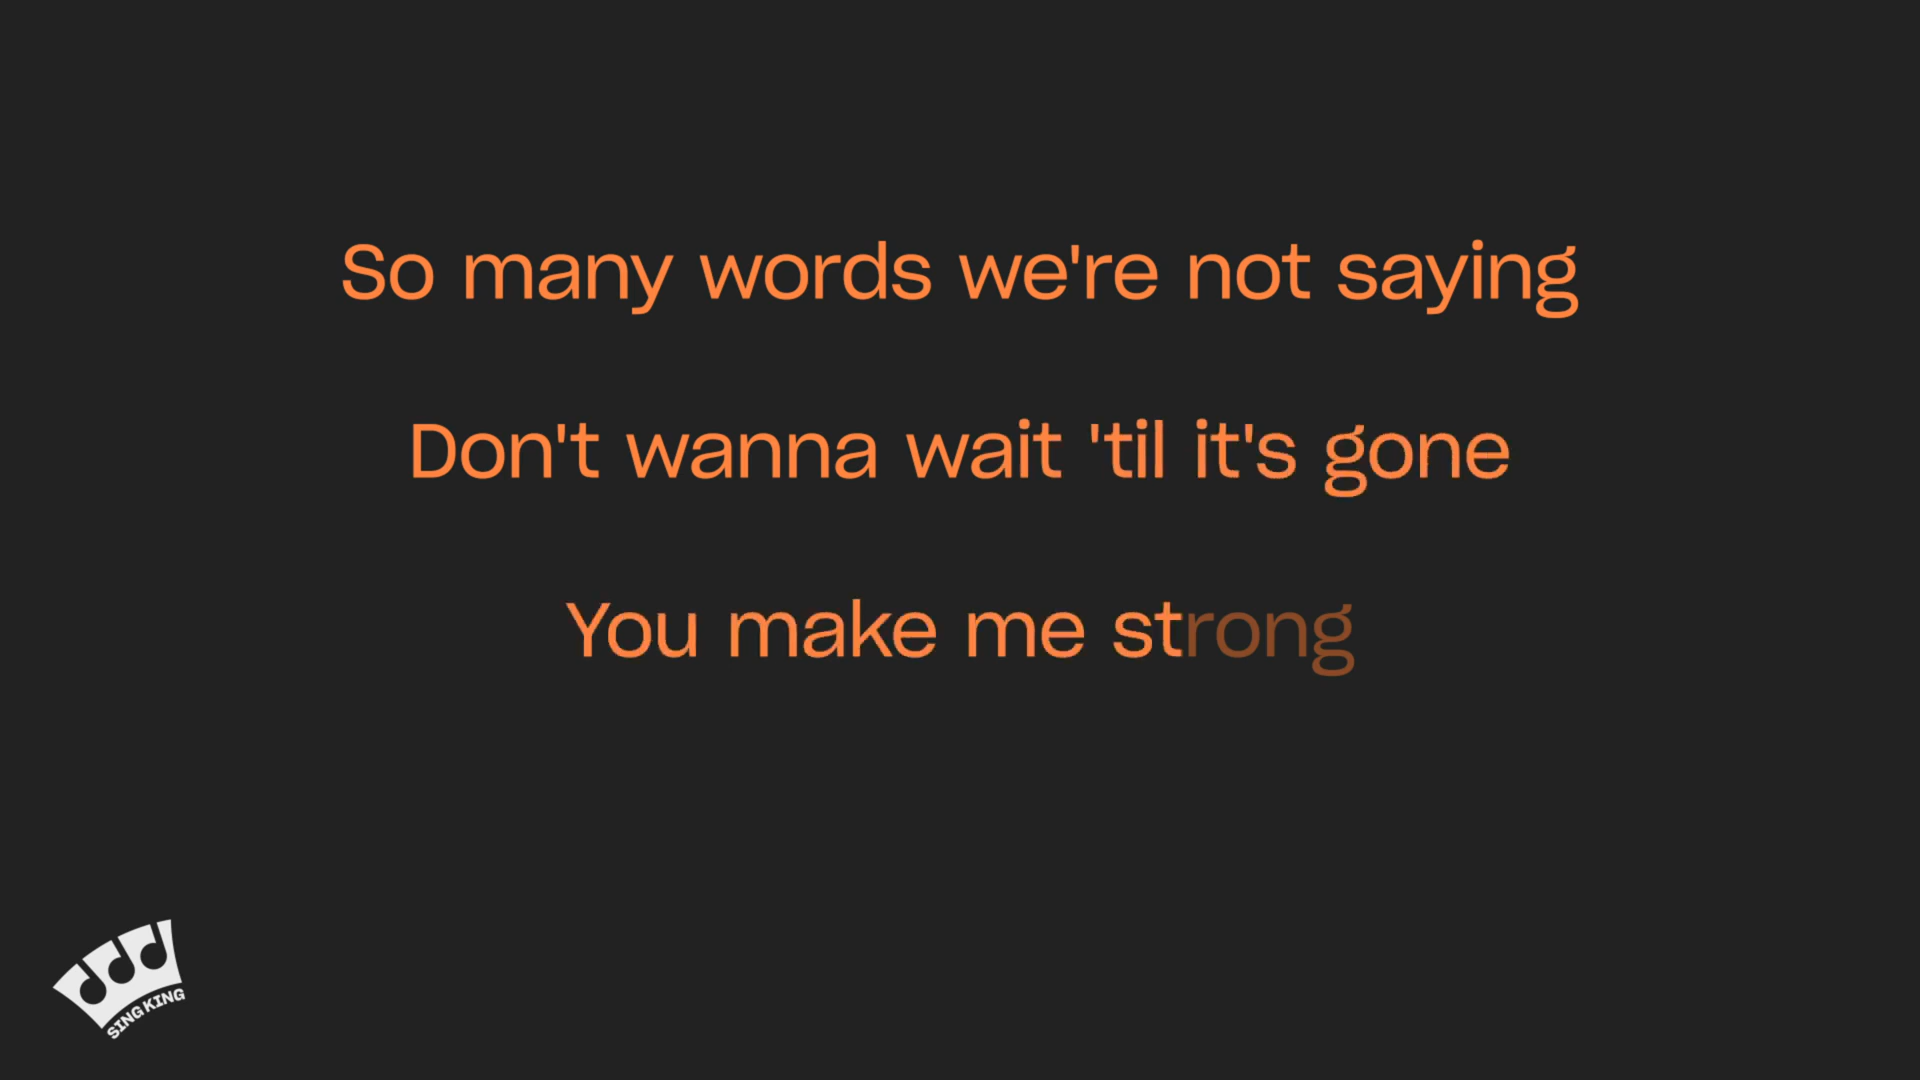 So many words we're not saying
Don't wanna wait 'til it's gone
You make me strong
SING KING